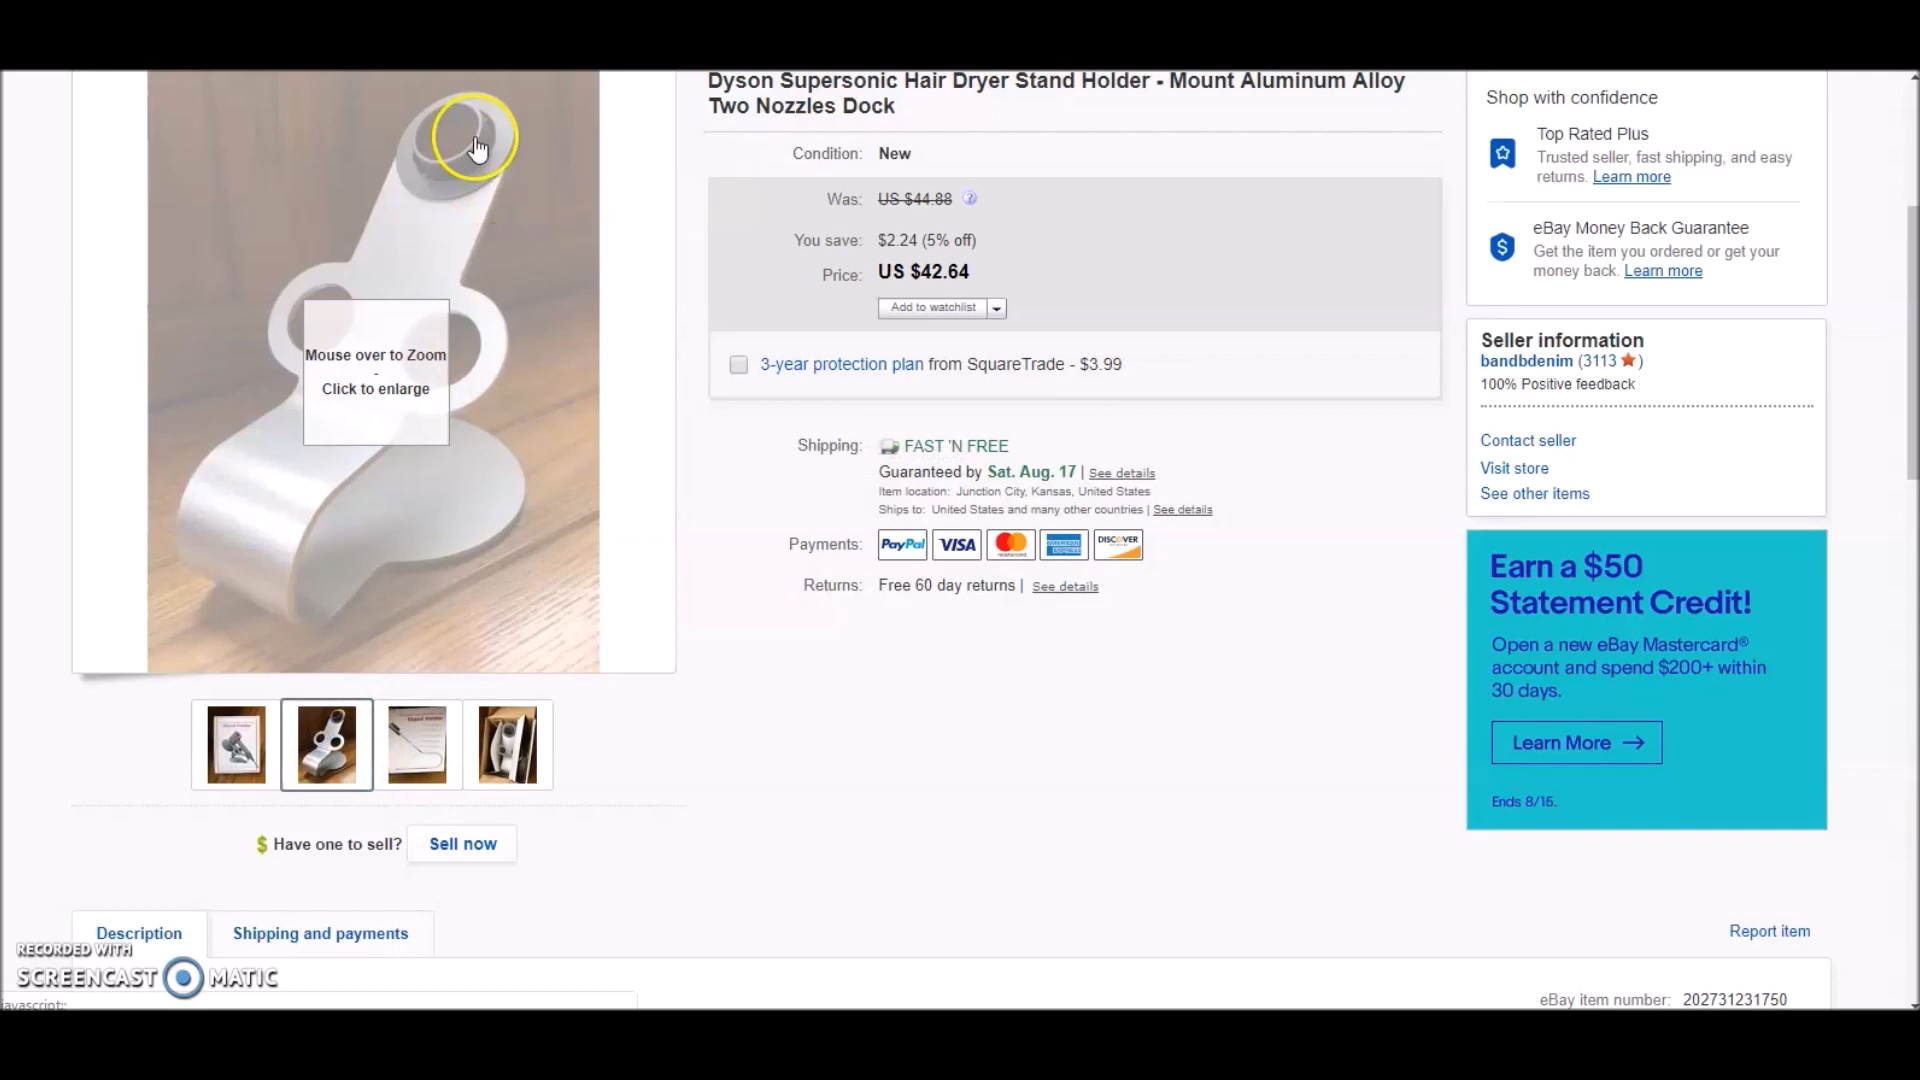 Dyson Supersonic Hair Dryer Stand Holder - Mount Aluminum Alloy
Two Nozzles Dock
Condition: New
Was: US $44.88
You save: $2.24 (5% off)
Price: US $42.64
Add to watchlist
3-year protection plan from SquareTrade - $3.99
Mouse over to Zoom
-
Click to enlarge
Shipping: FAST 'N FREE
Guaranteed by Sat. Aug. 17 | See details
Item location: Junction City, Kansas, United States
Ships to: United States and many other countries | See details
Payments: PayPal VISA mastercard AMERICAN EXPRESS DISCOVER
Returns: Free 60 day returns | See details
Shop with confidence
Top Rated Plus
Trusted seller, fast shipping, and easy
returns. Learn more
eBay Money Back Guarantee
Get the item you ordered or get your
money back. Learn more
Seller information
bandbdenim (3113 )
100% Positive feedback
Contact seller
Visit store
See other items
Earn a $50
Statement Credit!
Open a new eBay Mastercard®
account and spend $200+ within
30 days.
Learn More →
Ends 8/15.
$ Have one to sell? Sell now
Description
Shipping and payments
Report item
RECORDED WITH
SCREENCAST MATIC
javascript:;
eBay item number: 202731231750